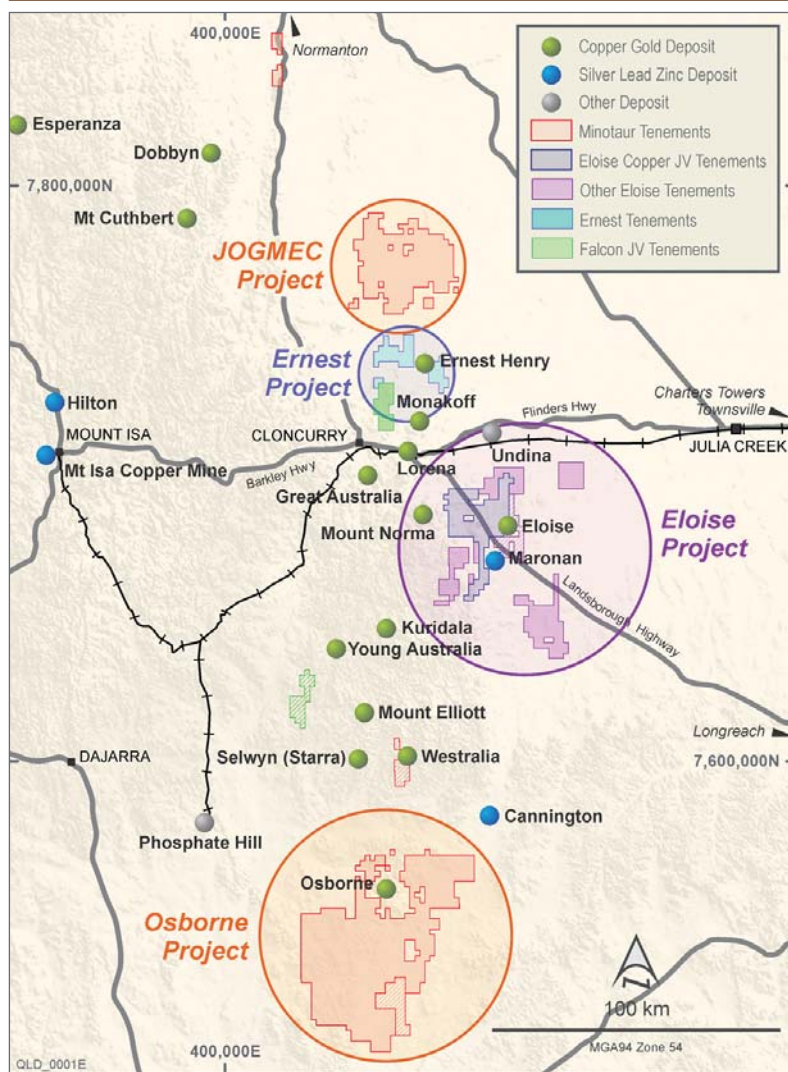 400,000E
Normanton
Copper Gold Deposit
Silver Lead Zinc Deposit
Other Deposit
Minotaur Tenements
Eloise Copper JV Tenements
Other Eloise Tenements
Ernest Tenements
Falcon JV Tenements
Esperanza
Dobbyn
7,800,000N
Mt Cuthbert
JOGMEC
Project
Ernest
Project
Ernest Henry
Monakoff
Hilton
MOUNT ISA
Mt Isa Copper Mine
CLONCURRY
Barkley Hwy
Lorena
Great Australia
Flinders Hwy
Undina
Charters Towers
Townsville
JULIA CREEK
Mount Norma
Eloise
Maronan
Eloise
Project
Landsborough Highway
Kuridala
Young Australia
Mount Elliott
Selwyn (Starra)
Westralia
Longreach
7,600,000N
DAJARRA
Phosphate Hill
Cannington
Osborne
Osborne
Project
100 km
MGA94 Zone 54
400,000E
QLD_0001E